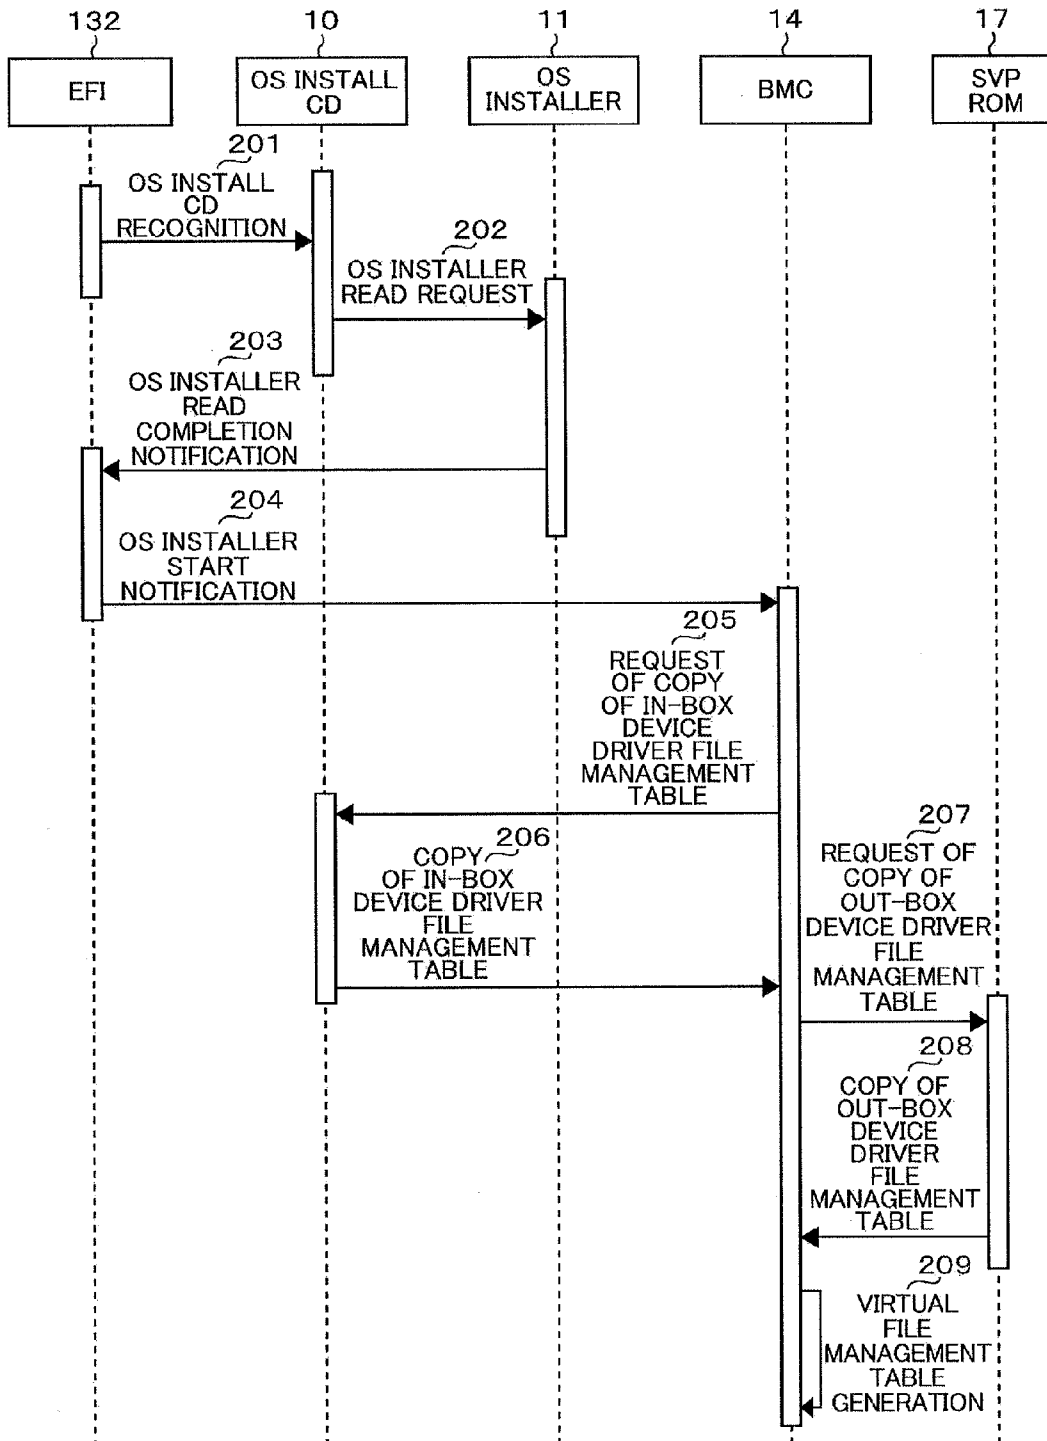 132
10
11
14
17
EFI
OS INSTALL
CD
OS
INSTALLER
BMC
SVP
ROM
201
OS INSTALL
CD
RECOGNITION
202
OS INSTALLER
READ REQUEST
203
OS INSTALLER
READ
COMPLETION
NOTIFICATION
204
OS INSTALLER
START
NOTIFICATION
205
REQUEST
OF COPY
OF IN-BOX
DEVICE
DRIVER FILE
MANAGEMENT
TABLE
206
COPY
OF IN-BOX
DEVICE DRIVER
FILE
MANAGEMENT
TABLE
207
REQUEST OF
COPY OF
OUT-BOX
DEVICE DRIVER
FILE
MANAGEMENT
TABLE
208
COPY OF
OUT-BOX
DEVICE
DRIVER
FILE
MANAGEMENT
TABLE
209
VIRTUAL
FILE
MANAGEMENT
TABLE
GENERATION